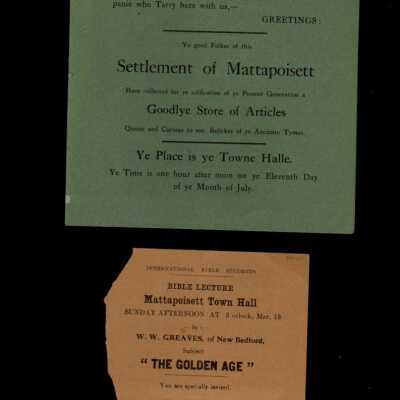 panie who Tarry here with us,—
GREETINGS:
Ye good Folkes of this
Settlement of Mattapoisett
Have collected for ye edification of ye Present Generation a
Goodlye Store of Articles
Queer and Curious to see, Relickes of ye Ancients Tymes.
Ye Place is ye Towne Halle.
Ye Time is one hour after noon on ye Eleventh Day
of ye Month of July.
INTERNATIONAL BIBLE STUDENTS
BIBLE LECTURE
Mattapoisett Town Hall
SUNDAY AFTERNOON AT 3 o'clock, Mar. 13
by
W. W. GREAVES, of New Bedford,
Subject
"THE GOLDEN AGE"
You are specially invited.